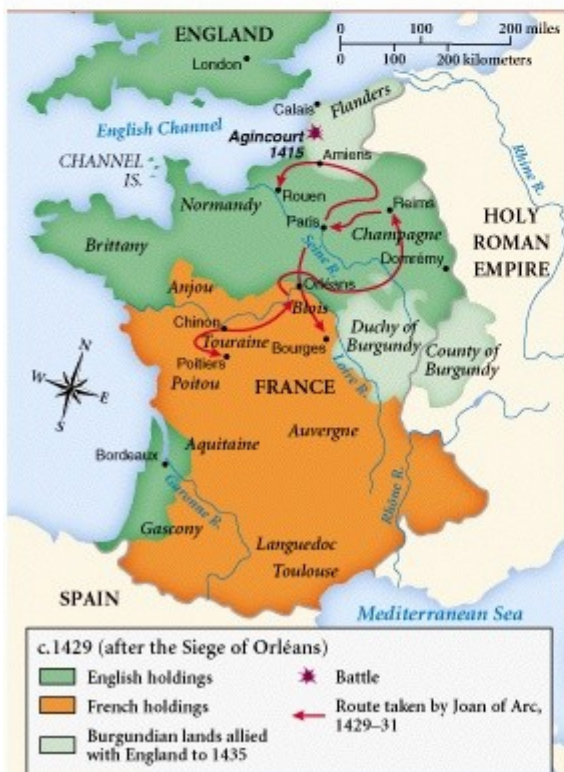 ENGLAND
London
0 100 200 miles
0 100 200 kilometers
Calais
Flanders
English Channel
Agincourt
1415
Amiens
CHANNEL
IS.
Rhine R.
Rouen
Normandy
Reims
Paris
HOLY
ROMAN
EMPIRE
Champagne
Seine R.
Brittany
Domrémy
Anjou
Orléans
Blois
Chinon
Touraine
Duchy of
Burgundy
County of
Burgundy
Bourges
Loire R.
Poitiers
Poitou
FRANCE
N
W
E
S
Auvergne
Aquitaine
Bordeaux
Garonne R.
Rhône R.
Gascony
Languedoc
Toulouse
SPAIN
Mediterranean Sea
c.1429 (after the Siege of Orléans)
English holdings
French holdings
Burgundian lands allied
with England to 1435
Battle
Route taken by Joan of Arc,
1429–31